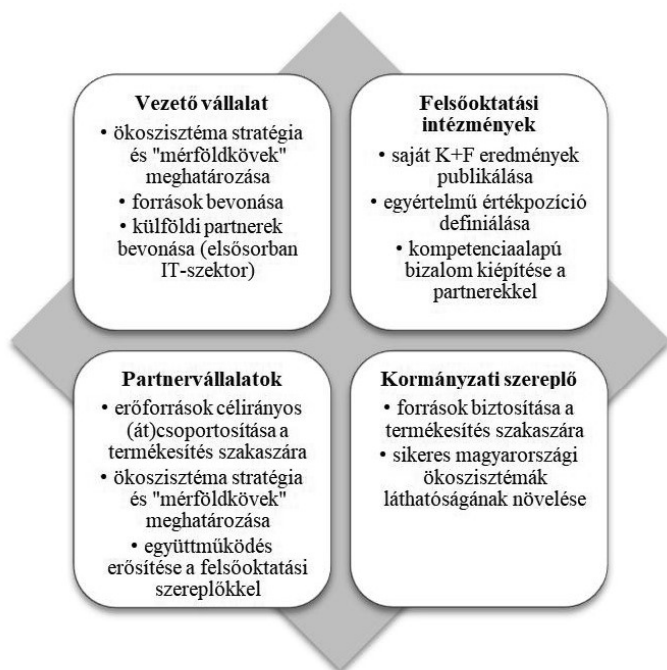 Vezető vállalat
• ökoszisztéma stratégia
és "mérföldkövek"
meghatározása
• források bevonása
• külföldi partnerek
bevonása (elsősorban
IT-szektor)
Felsőoktatási
intézmények
• saját K+F eredmények
publikálása
• egyértelmű értékpozíció
definiálása
• kompetenciaalapú
bizalom kiépítése a
partnerekkel
Partnervállalatok
• erőforrások célirányos
(át)csoportosítása a
termékesítés szakaszára
• ökoszisztéma stratégia
és "mérföldkövek"
meghatározása
• együttműködés
erősítése a felsőoktatási
szereplőkkel
Kormányzati szereplő
• források biztosítása a
termékesítés szakaszára
• sikeres magyarországi
ökoszisztémák
láthatóságának növelése